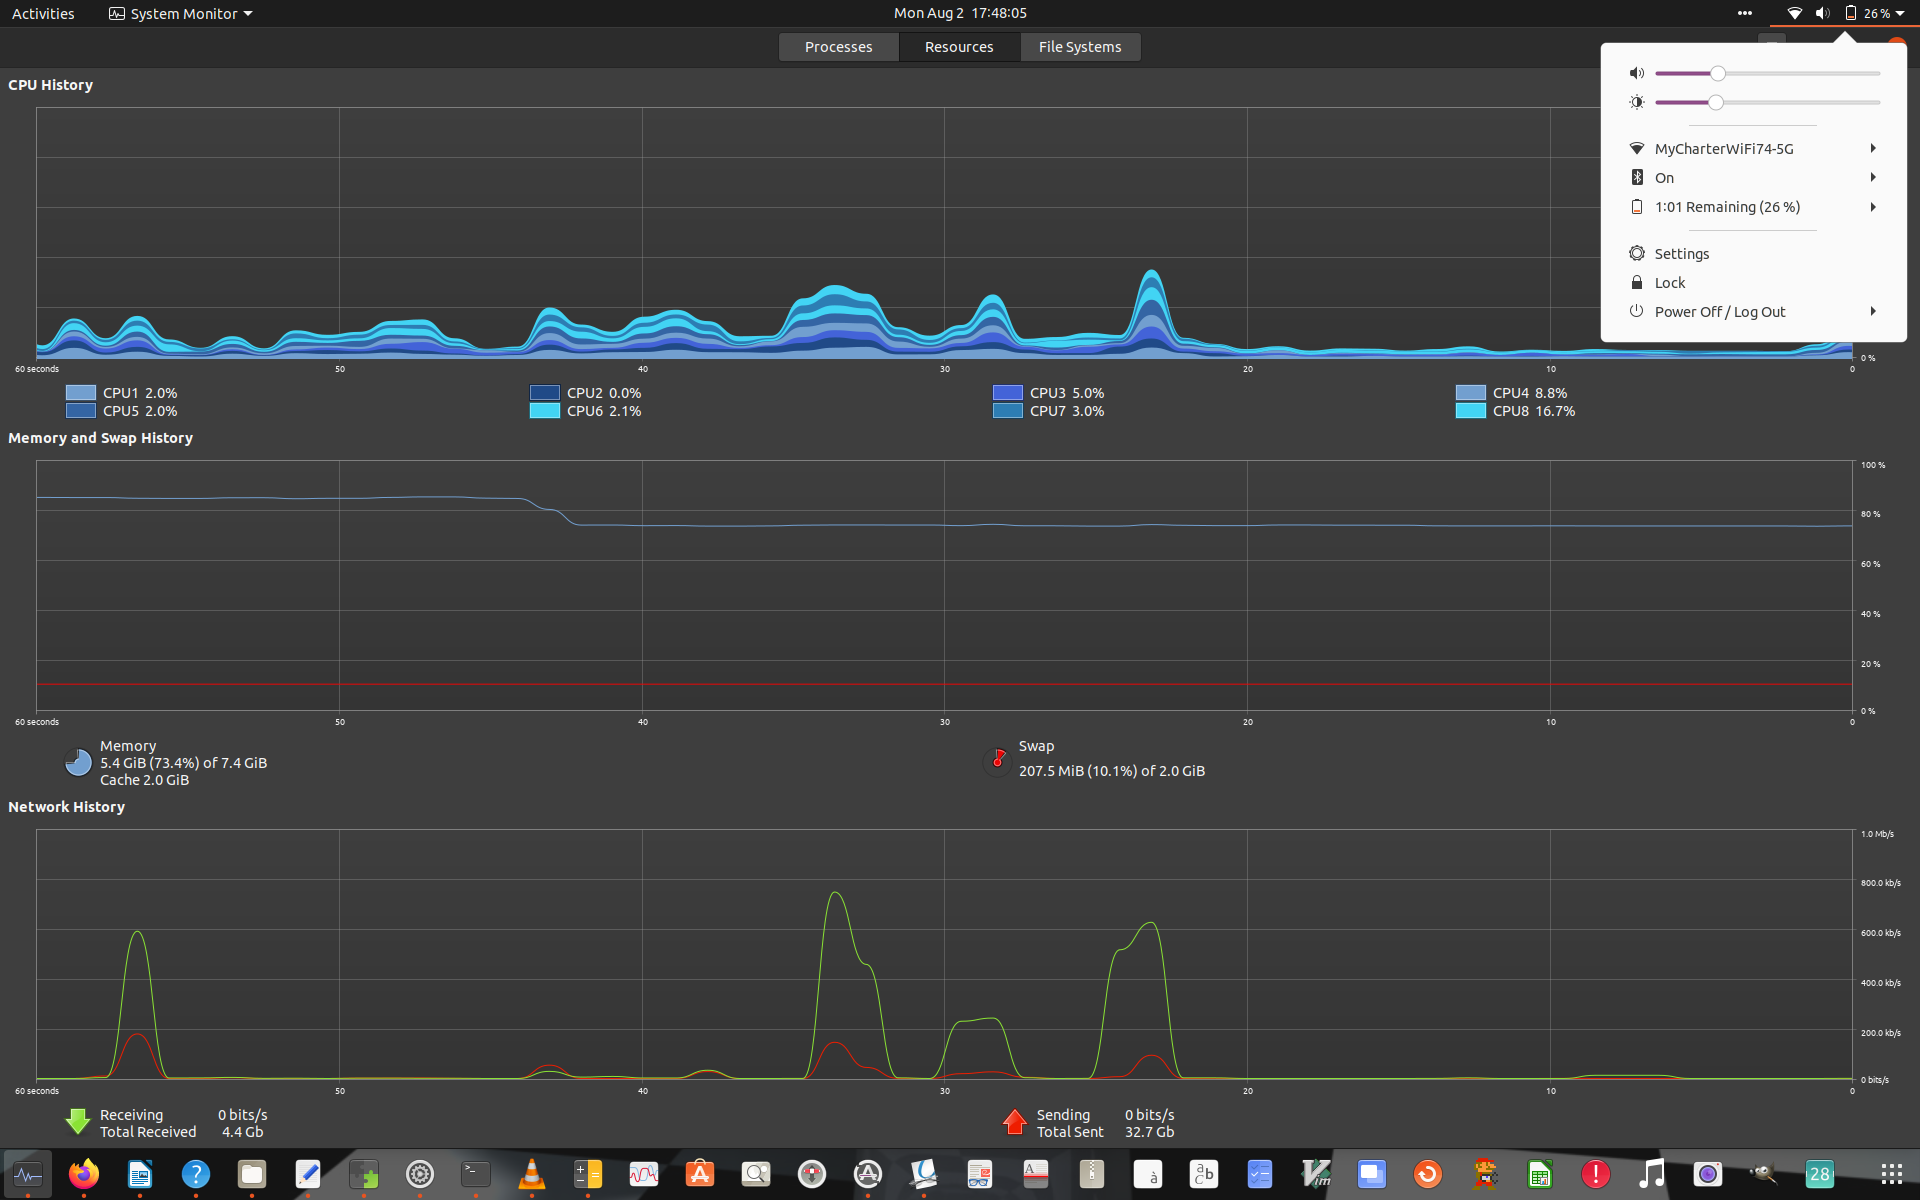 Activities
System Monitor
Mon Aug 2 17:48:05
26 %
Processes
Resources
File Systems
CPU History
MyCharterWiFi74-5G
On
1:01 Remaining (26 %)
Settings
Lock
Power Off / Log Out
0 %
60 seconds 50 40 30 20 10 0
CPU1 2.0% CPU2 0.0% CPU3 5.0% CPU4 8.8%
CPU5 2.0% CPU6 2.1% CPU7 3.0% CPU8 16.7%
Memory and Swap History
100 %
80 %
60 %
40 %
20 %
0 %
60 seconds 50 40 30 20 10 0
Memory
5.4 GiB (73.4%) of 7.4 GiB
Cache 2.0 GiB
Swap
207.5 MiB (10.1%) of 2.0 GiB
Network History
1.0 Mb/s
800.0 kb/s
600.0 kb/s
400.0 kb/s
200.0 kb/s
0 bits/s
60 seconds 50 40 30 20 10 0
Receiving 0 bits/s
Total Received 4.4 Gb
Sending 0 bits/s
Total Sent 32.7 Gb
?
>_
A
à
a c b
Vim
!
28